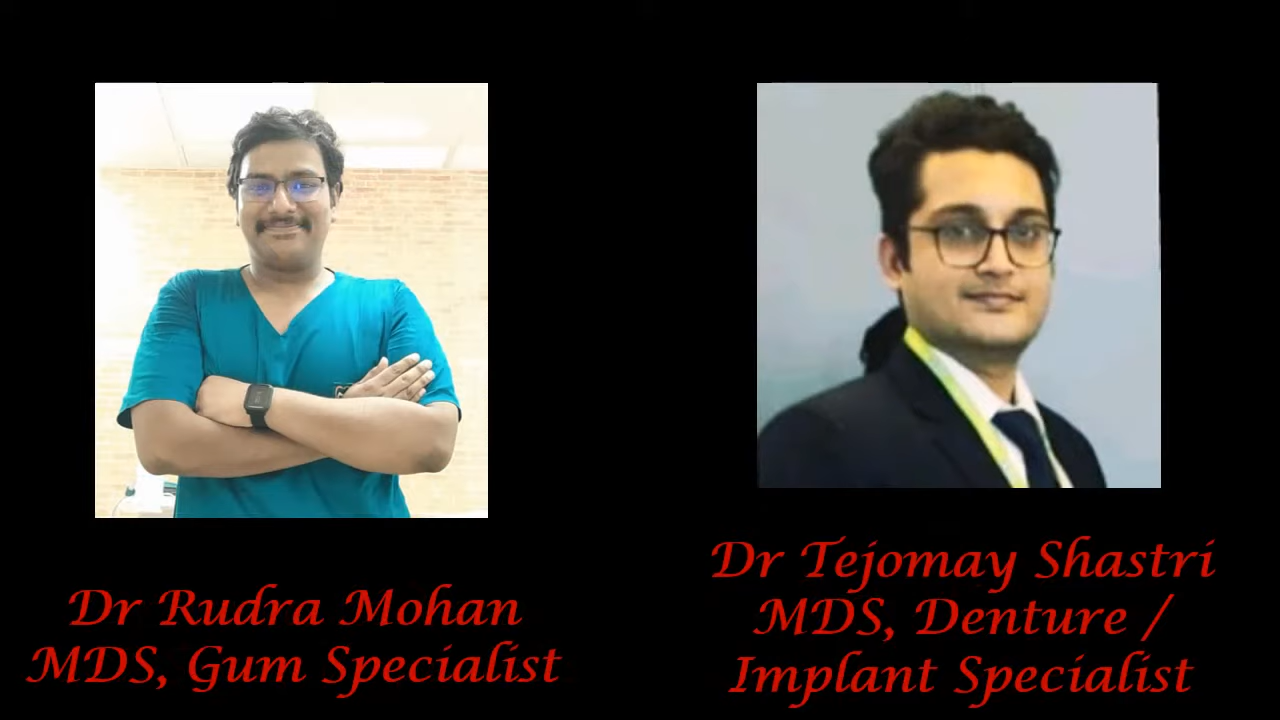 Dr Rudra Mohan
MDS, Gum Specialist
Dr Tejomay Shastri
MDS, Denture /
Implant Specialist